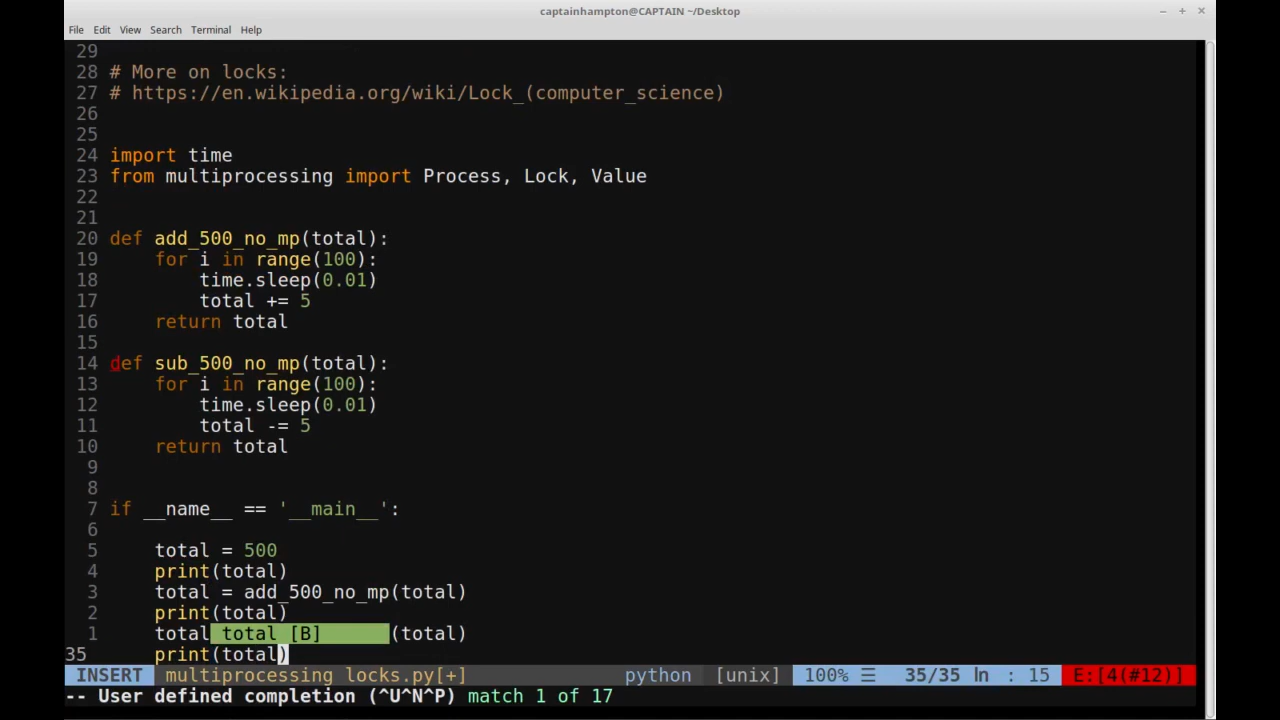 captainhampton@CAPTAIN ~/Desktop
File Edit View Search Terminal Help
29
28 # More on locks:
27 # https://en.wikipedia.org/wiki/Lock_(computer_science)
26
25
24 import time
23 from multiprocessing import Process, Lock, Value
22
21
20 def add_500_no_mp(total):
19     for i in range(100):
18         time.sleep(0.01)
17         total += 5
16     return total
15
14 def sub_500_no_mp(total):
13     for i in range(100):
12         time.sleep(0.01)
11         total -= 5
10     return total
9
8
7 if __name__ == '__main__':
6
5     total = 500
4     print(total)
3     total = add_500_no_mp(total)
2     print(total)
1     total total [B] (total)
35     print(total)
INSERT multiprocessing locks.py[+] python [unix] 100% ☰ 35/35 ㏑ : 15 E:[4(#12)]
-- User defined completion (^U^N^P) match 1 of 17